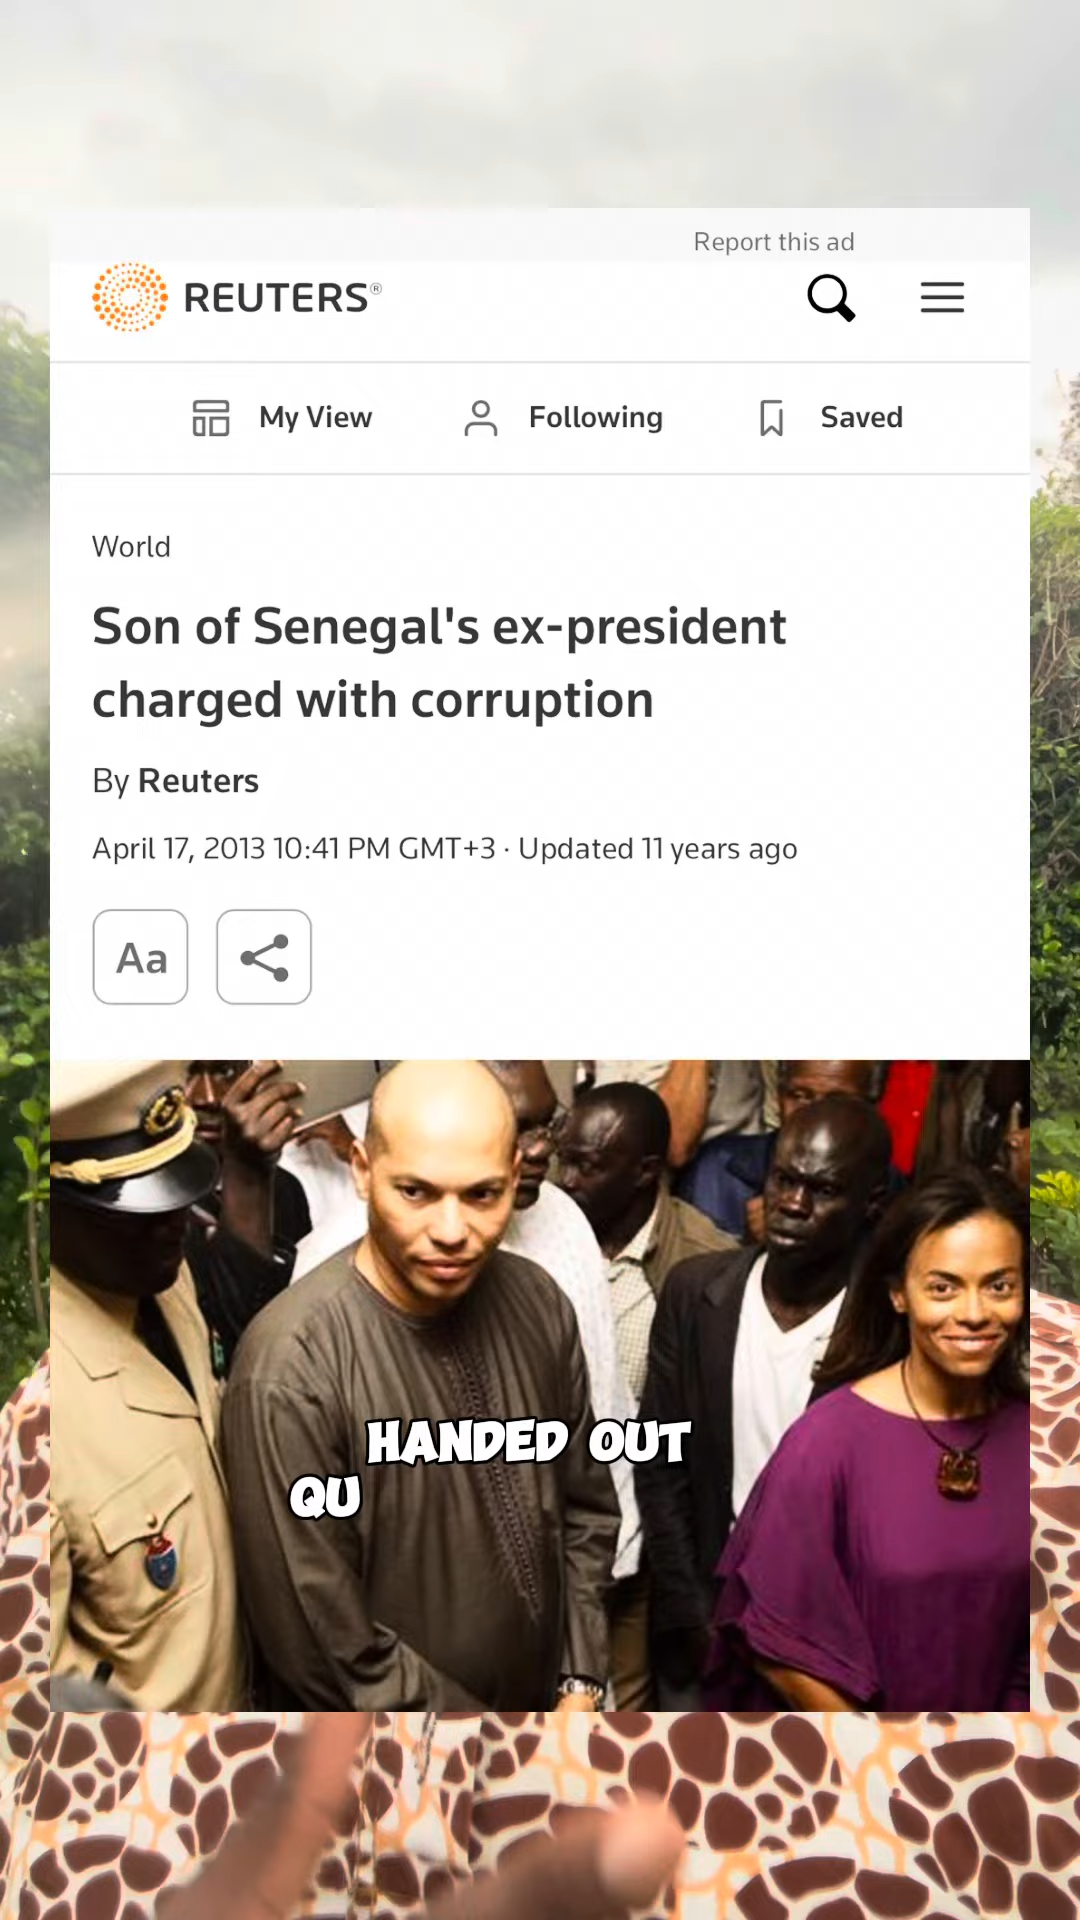 Report this ad
REUTERS®
My View
Following
Saved
World
Son of Senegal's ex-president
charged with corruption
By Reuters
April 17, 2013 10:41 PM GMT+3 · Updated 11 years ago
Aa
HANDED OUT
QU